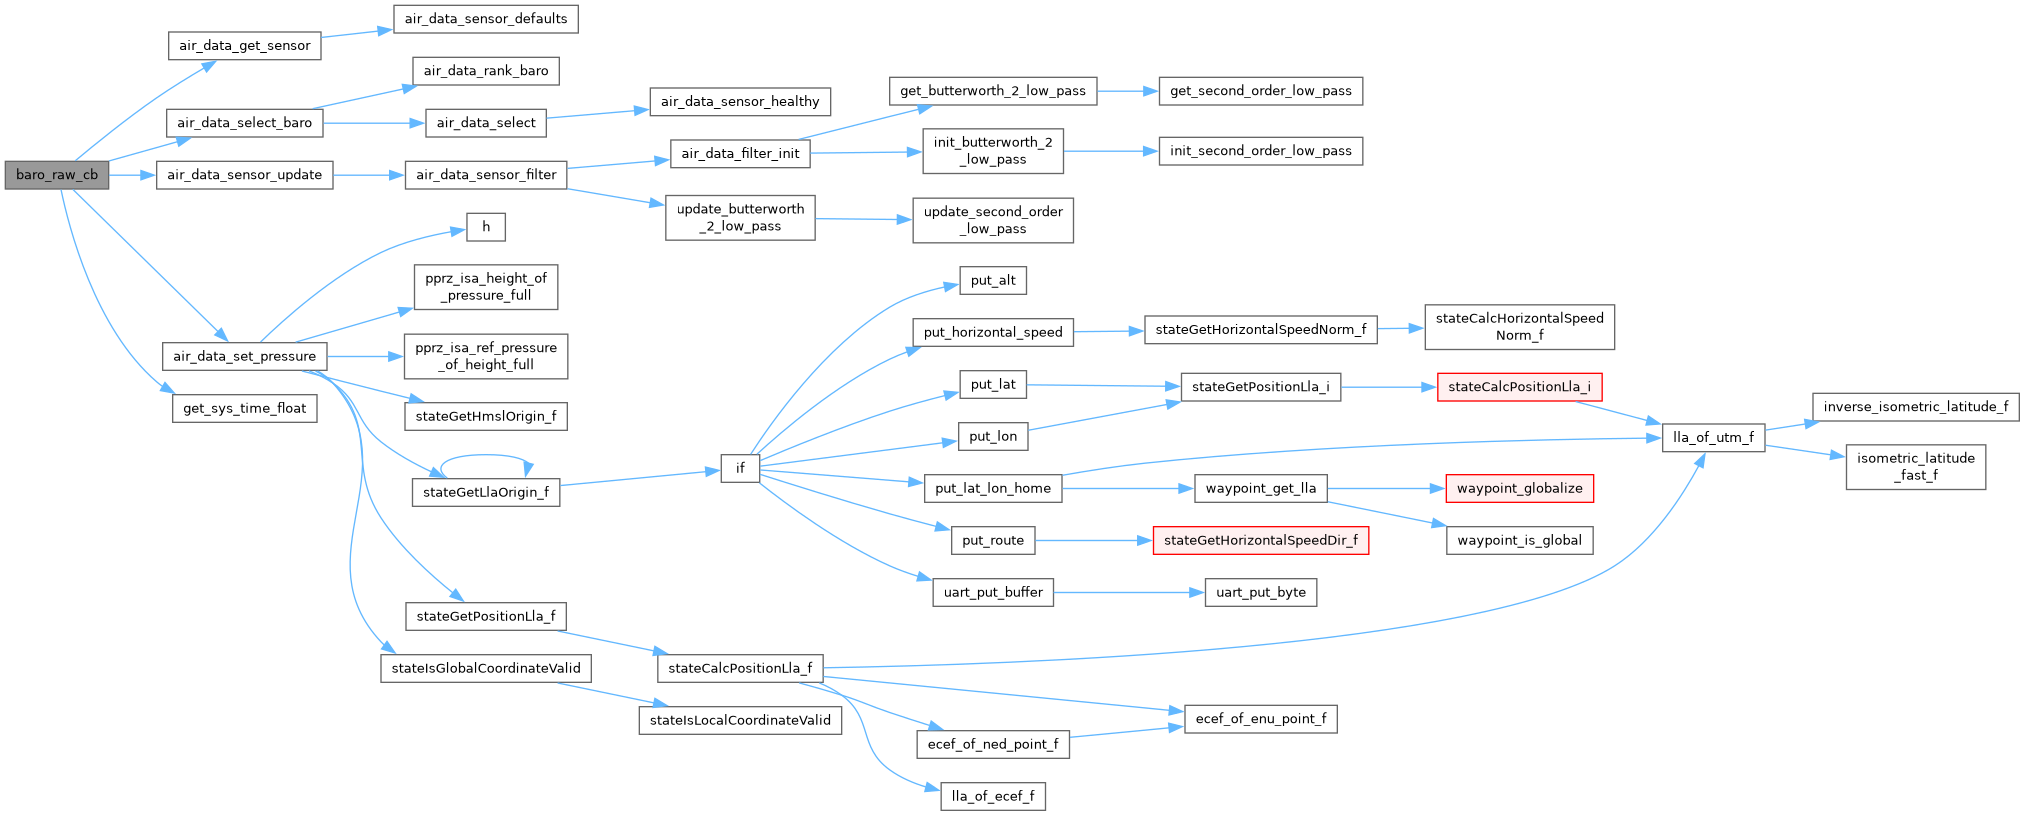 air_data_sensor_defaults
air_data_get_sensor
air_data_rank_baro
get_butterworth_2_low_pass
get_second_order_low_pass
air_data_sensor_healthy
air_data_select_baro
air_data_select
air_data_filter_init
init_butterworth_2
_low_pass
init_second_order_low_pass
baro_raw_cb
air_data_sensor_update
air_data_sensor_filter
update_butterworth
_2_low_pass
update_second_order
_low_pass
h
pprz_isa_height_of
_pressure_full
put_alt
put_horizontal_speed
stateGetHorizontalSpeedNorm_f
stateCalcHorizontalSpeed
Norm_f
air_data_set_pressure
pprz_isa_ref_pressure
_of_height_full
put_lat
stateGetPositionLla_i
stateCalcPositionLla_i
get_sys_time_float
stateGetHmslOrigin_f
inverse_isometric_latitude_f
put_lon
lla_of_utm_f
isometric_latitude
_fast_f
if
stateGetLlaOrigin_f
put_lat_lon_home
waypoint_get_lla
waypoint_globalize
put_route
stateGetHorizontalSpeedDir_f
waypoint_is_global
uart_put_buffer
uart_put_byte
stateGetPositionLla_f
stateIsGlobalCoordinateValid
stateCalcPositionLla_f
stateIsLocalCoordinateValid
ecef_of_enu_point_f
ecef_of_ned_point_f
lla_of_ecef_f